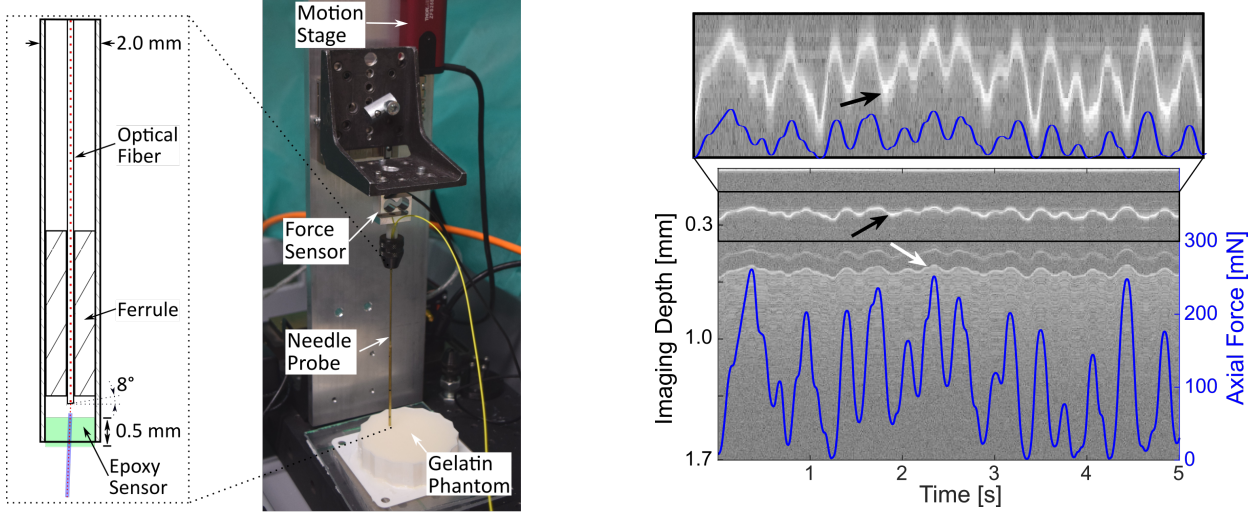 2.0 mm
Optical
Fiber
Ferrule
8°
0.5 mm
Epoxy
Sensor
Motion
Stage
Force
Sensor
Needle
Probe
Gelatin
Phantom
Imaging Depth [mm]
0.3
1.0
1.7
1
2
3
4
5
Time [s]
300
200
100
0
Axial Force [mN]